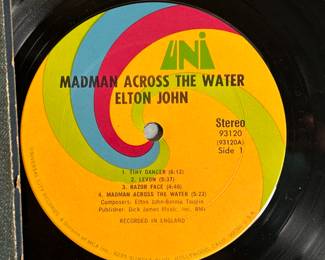 UNI
MADMAN ACROSS THE WATER
ELTON JOHN
Stereo
93120
(93120A)
Side 1
1. TINY DANCER (6:12)
2. LEVON (5:37)
3. RAZOR FACE (4:40)
4. MADMAN ACROSS THE WATER (5:22)
Composers: Elton John-Bernie Taupin
Publisher: Dick James Music, Inc. BMI
RECORDED IN ENGLAND